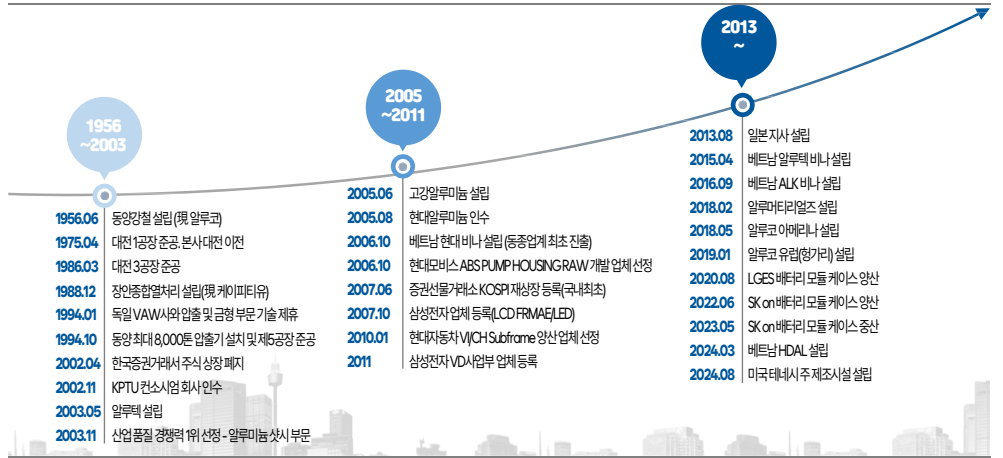 1956
~2003
1956.06 동양강철 설립 (現 알루코)
1975.04 대전 1공장 준공. 본사 대전 이전
1986.03 대전 3공장 준공
1988.12 장안종합열처리 설립(現 케이피티유)
1994.01 독일 VAW사와 압출 및 금형 부문 기술 제휴
1994.10 동양 최대 8,000톤 압출기 설치 및 제5공장 준공
2002.04 한국증권거래서 주식 상장 폐지
2002.11 KPTU 컨소시엄 회사 인수
2003.05 알루텍 설립
2003.11 산업 품질 경쟁력 1위 선정 - 알루미늄 샷시 부문
2005
~2011
2005.06 고강알루미늄 설립
2005.08 현대알루미늄 인수
2006.10 베트남 현대 비나 설립 (동종업계 최초 진출)
2006.10 현대모비스 ABS PUMP HOUSING RAW 개발 업체 선정
2007.06 증권선물거래소 KOSPI 재상장 등록(국내최초)
2007.10 삼성전자 업체 등록(LCD FRMAE/LED)
2010.01 현대자동차 VI/CH Subframe 양산 업체 선정
2011 삼성전자 VD사업부 업체 등록
2013
~
2013.08 일본 지사 설립
2015.04 베트남 알루텍 비나 설립
2016.09 베트남 ALK 비나 설립
2018.02 알루머티리얼즈 설립
2018.05 알루코 아메리나 설립
2019.01 알루코 유럽(헝가리) 설립
2020.08 LGES 배터리 모듈 케이스 양산
2022.06 SK on 배터리 모듈 케이스 양산
2023.05 SK on 배터리 모듈 케이스 중산
2024.03 베트남 HDAL 설립
2024.08 미국 테네시 주 제조시설 설립